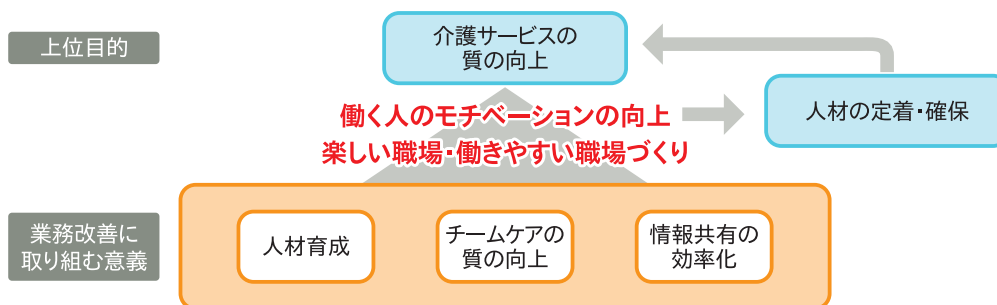 上位目的
介護サービスの
質の向上
働く人のモチベーションの向上
楽しい職場・働きやすい職場づくり
人材の定着・確保
業務改善に
取り組む意義
人材育成
チームケアの
質の向上
情報共有の
効率化